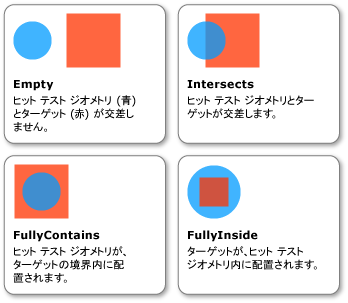 Empty
ヒット テスト ジオメトリ (青)
とターゲット (赤) が交差し
ません。
Intersects
ヒット テスト ジオメトリとター
ゲットが交差します。
FullyContains
ヒット テスト ジオメトリが、
ターゲットの境界内に配
置されます。
FullyInside
ターゲットが、ヒット テスト
ジオメトリ内に配置されます。